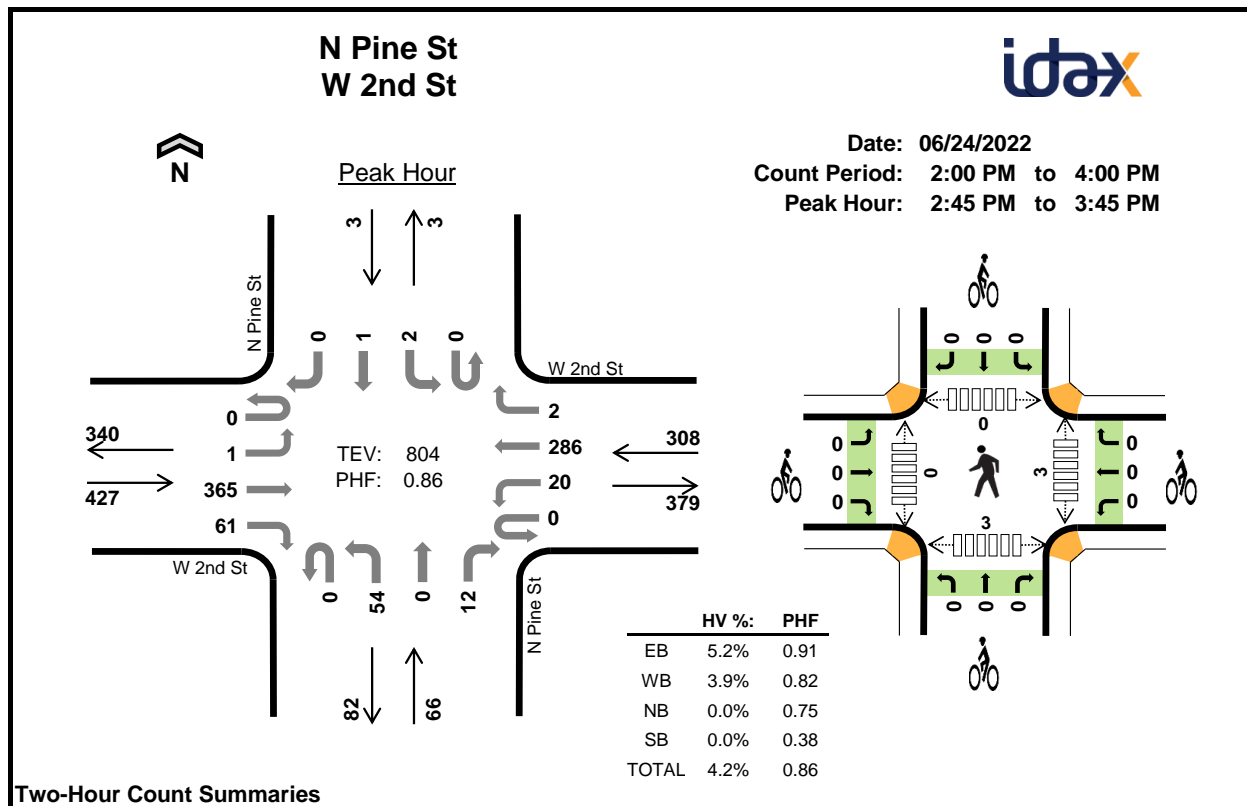 N Pine St
W 2nd St
idax
N
Peak Hour
Date: 06/24/2022
Count Period: 2:00 PM to 4:00 PM
Peak Hour: 2:45 PM to 3:45 PM
3 3
N Pine St
0 1 2 0
W 2nd St
0
1
365
61
340
427
TEV: 804
PHF: 0.86
2
286
20
0
308
379
W 2nd St
0 54 0 12
N Pine St
82 66
0 0 0
0
0
0
0
0
0
3
0
0
0
3
0 0 0
HV %: PHF
EB 5.2% 0.91
WB 3.9% 0.82
NB 0.0% 0.75
SB 0.0% 0.38
TOTAL 4.2% 0.86
Two-Hour Count Summaries